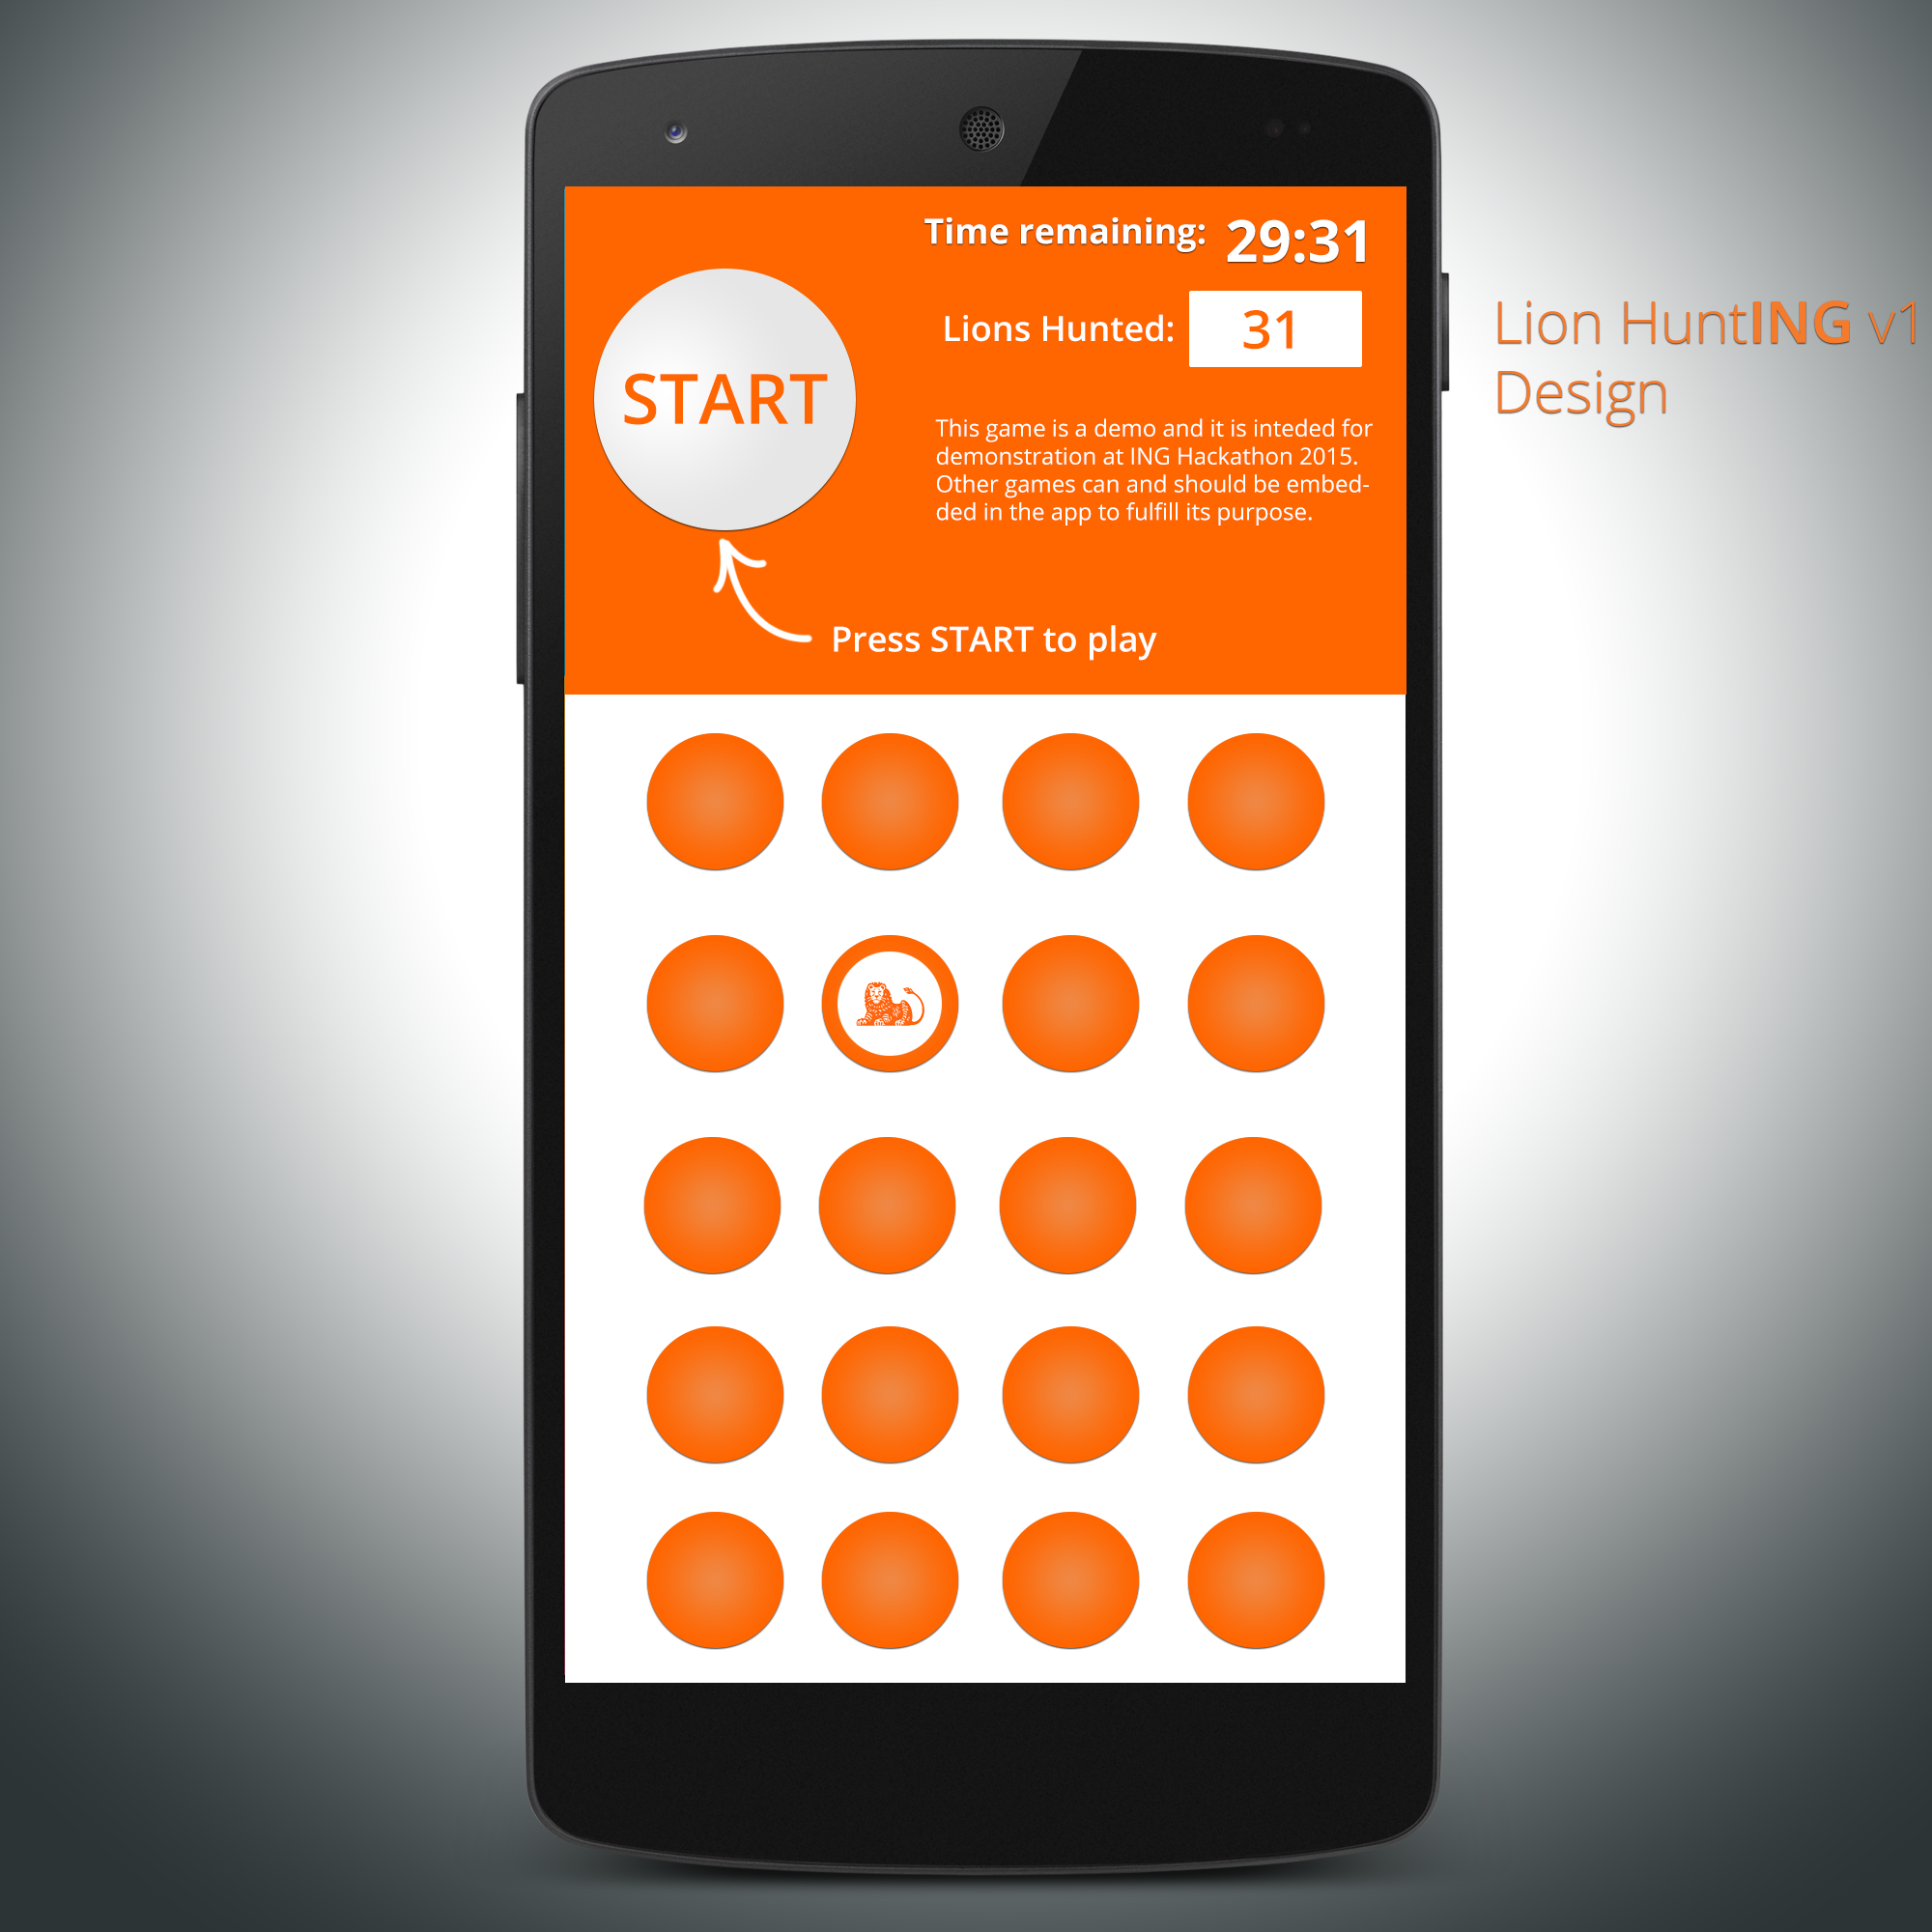 Time remaining: 29:31
Lions Hunted: 31
START
This game is a demo and it is inteded for
demonstration at ING Hackathon 2015.
Other games can and should be embed-
ded in the app to fulfill its purpose.
Press START to play
Lion HuntING v1
Design